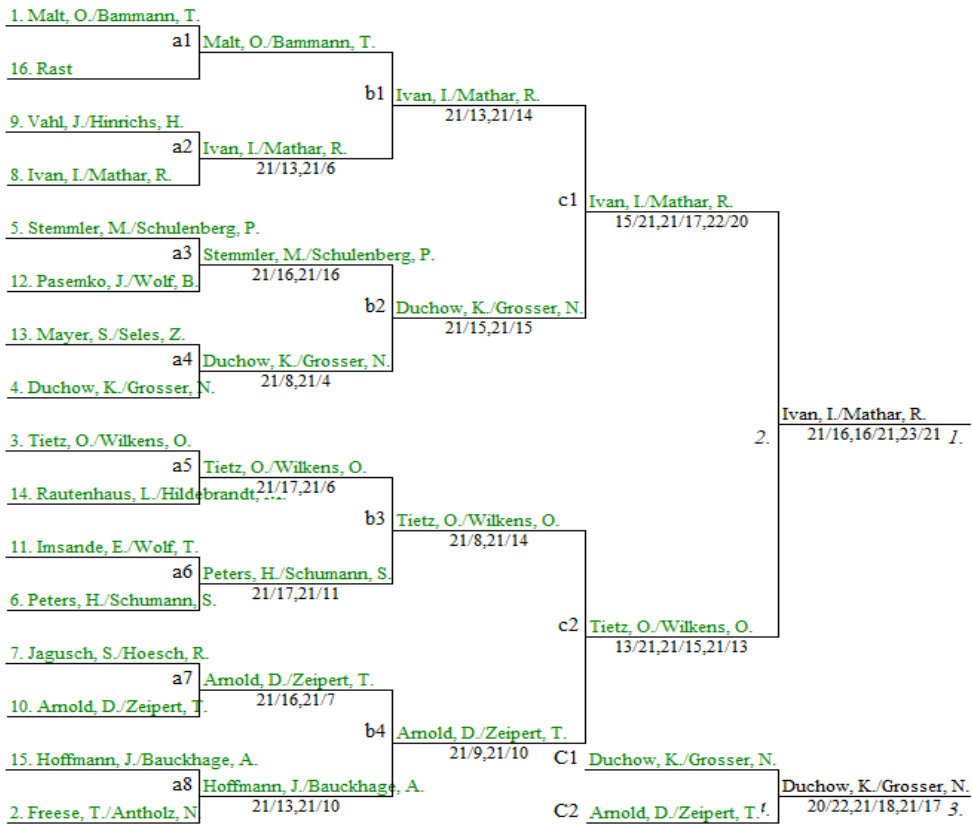 1. Malt, O./Bammann, T.
a1
Malt, O./Bammann, T.
16. Rast
b1
Ivan, I./Mathar, R.
21/13,21/14
9. Vahl, J./Hinrichs, H.
a2
Ivan, I./Mathar, R.
21/13,21/6
8. Ivan, I./Mathar, R.
c1
Ivan, I./Mathar, R.
15/21,21/17,22/20
5. Stemmler, M./Schulenberg, P.
a3
Stemmler, M./Schulenberg, P.
21/16,21/16
12. Pasemko, J./Wolf, B.
b2
Duchow, K./Grosser, N.
21/15,21/15
13. Mayer, S./Seles, Z.
a4
Duchow, K./Grosser, N.
21/8,21/4
4. Duchow, K./Grosser, N.
2.
Ivan, I./Mathar, R.
21/16,16/21,23/21 1.
3. Tietz, O./Wilkens, O.
a5
Tietz, O./Wilkens, O.
21/17,21/6
14. Rautenhaus, L./Hildebrandt,
b3
Tietz, O./Wilkens, O.
21/8,21/14
11. Imsande, E./Wolf, T.
a6
Peters, H./Schumann, S.
21/17,21/11
6. Peters, H./Schumann, S.
c2
Tietz, O./Wilkens, O.
13/21,21/15,21/13
7. Jagusch, S./Hoesch, R.
a7
Arnold, D./Zeipert, T.
21/16,21/7
10. Arnold, D./Zeipert, T.
b4
Arnold, D./Zeipert, T.
21/9,21/10
15. Hoffmann, J./Bauckhage, A.
a8
Hoffmann, J./Bauckhage, A.
21/13,21/10
2. Freese, T./Antholz, N.
C1
Duchow, K./Grosser, N.
Duchow, K./Grosser, N.
20/22,21/18,21/17 3.
C2
Arnold, D./Zeipert, T.